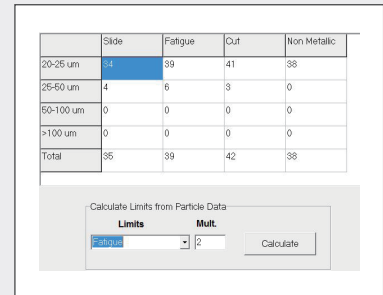 Slide Fatigue Cut Non Metallic
20-25 um 34 39 41 38
25-50 um 4 6 3 0
50-100 um 0 0 0 0
>100 um 0 0 0 0
Total 35 39 42 38
Calculate Limits from Particle Data
Limits Mult.
Fatigue 2 Calculate